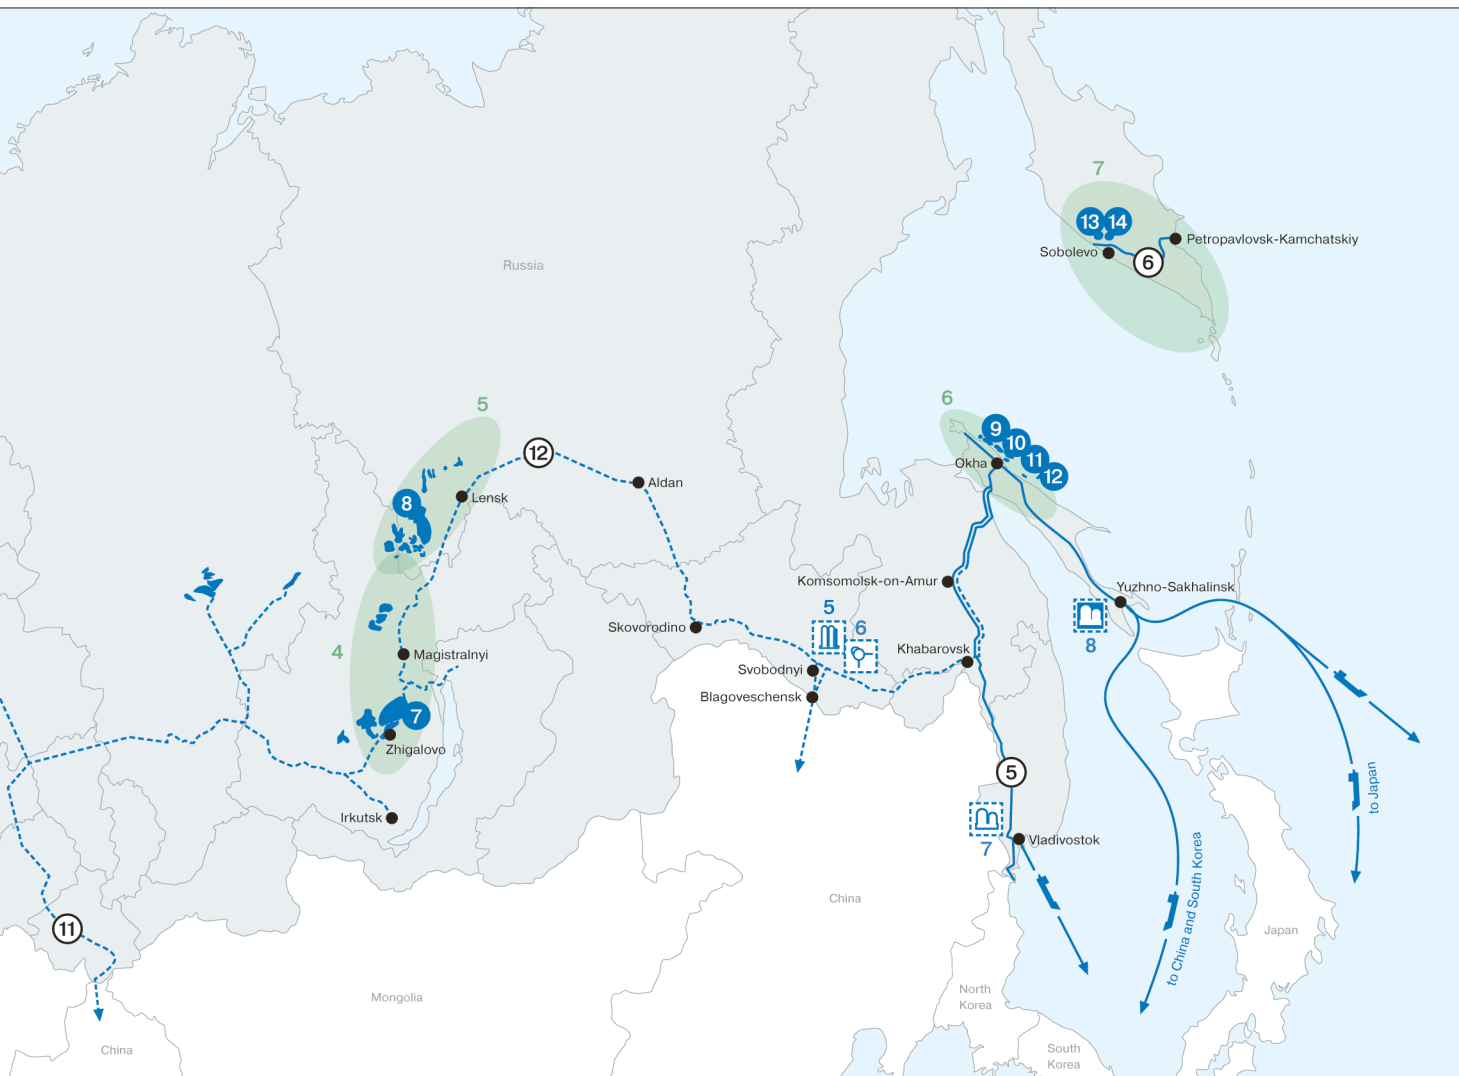 7
13
14
Petropavlovsk-Kamchatskiy
Sobolevo
6
Russia
5
6
9
10
11
12
Okha
12
Aldan
8
Lensk
Komsomolsk-on-Amur
Yuzhno-Sakhalinsk
5
6
8
Skovorodino
4
Magistralnyi
Khabarovsk
Svobodnyi
Blagoveschensk
7
Zhigalovo
5
to Japan
Irkutsk
7
Vladivostok
to China and South Korea
China
11
Japan
Mongolia
North
Korea
China
South
Korea